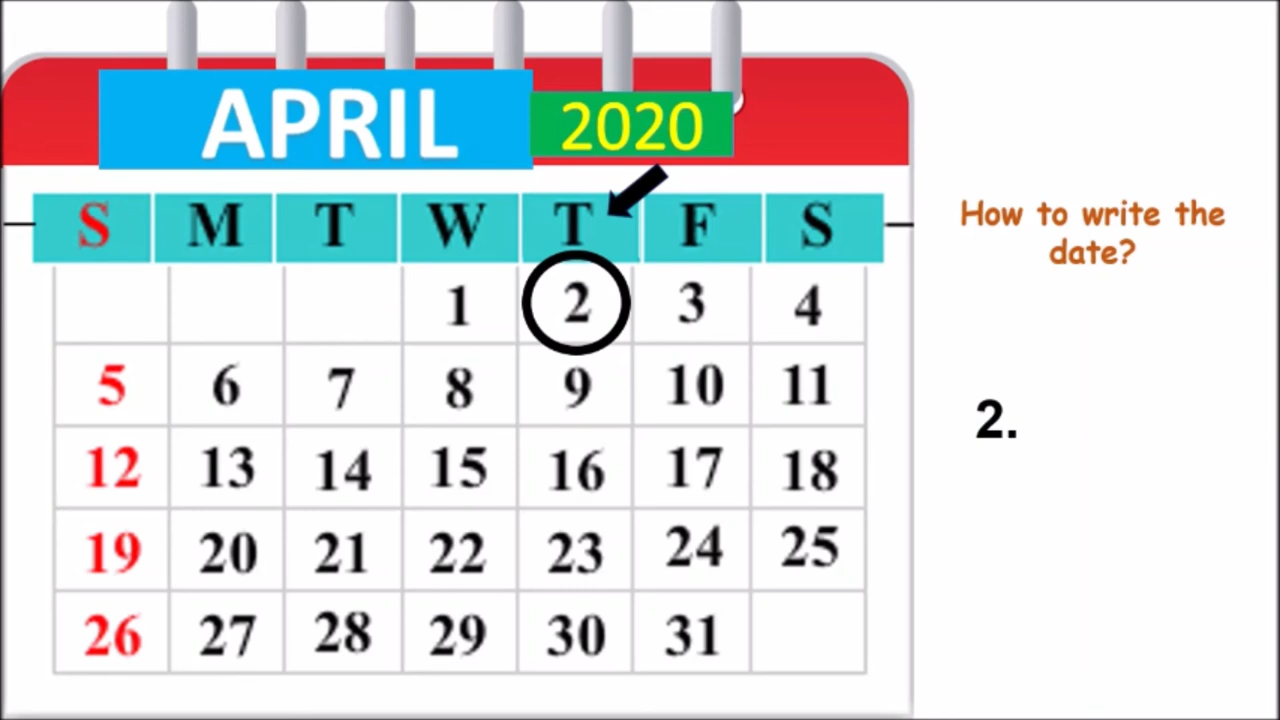 APRIL 2020
S M T W T F S
1 2 3 4
5 6 7 8 9 10 11
12 13 14 15 16 17 18
19 20 21 22 23 24 25
26 27 28 29 30 31
How to write the
date?
2.